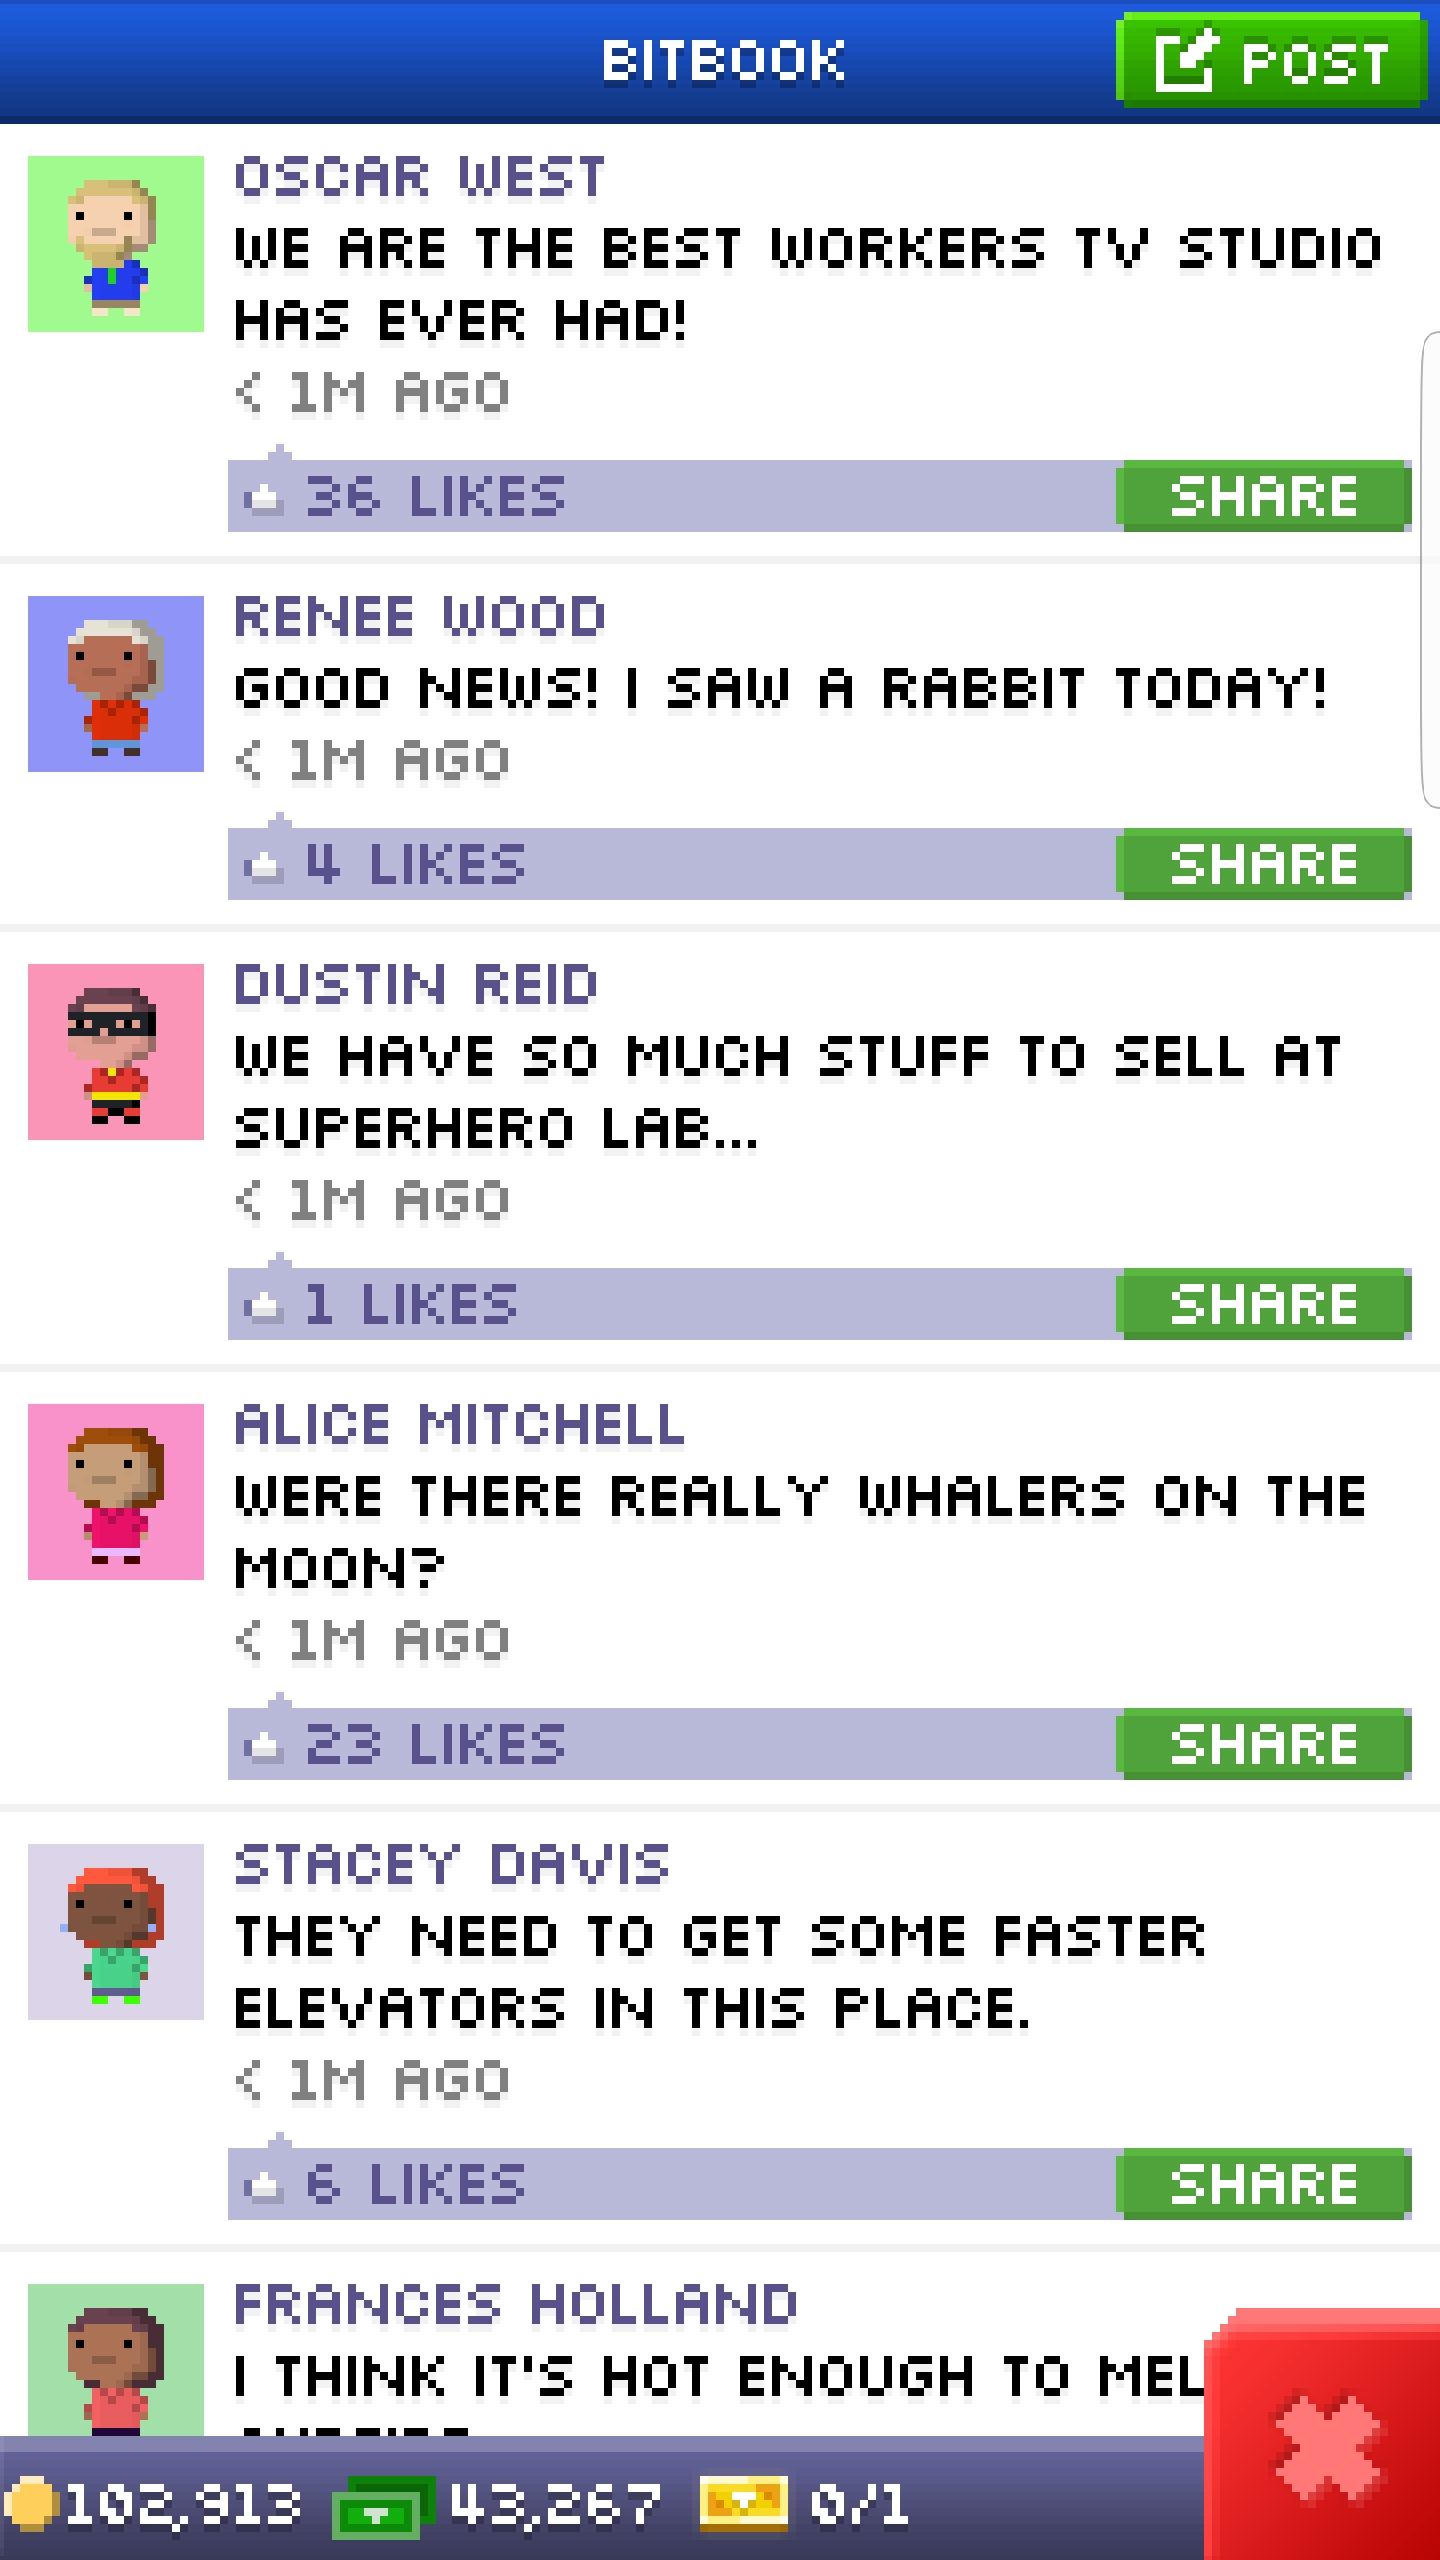 BITBOOK
POST
OSCAR WEST
WE ARE THE BEST WORKERS TV STUDIO
HAS EVER HAD!
< 1M AGO
36 LIKES
SHARE
RENEE WOOD
GOOD NEWS! I SAW A RABBIT TODAY!
< 1M AGO
4 LIKES
SHARE
DUSTIN REID
WE HAVE SO MUCH STUFF TO SELL AT
SUPERHERO LAB...
< 1M AGO
1 LIKES
SHARE
ALICE MITCHELL
WERE THERE REALLY WHALERS ON THE
MOON?
< 1M AGO
23 LIKES
SHARE
STACEY DAVIS
THEY NEED TO GET SOME FASTER
ELEVATORS IN THIS PLACE.
< 1M AGO
6 LIKES
SHARE
FRANCES HOLLAND
I THINK IT'S HOT ENOUGH TO
102,913
43,267
0/1